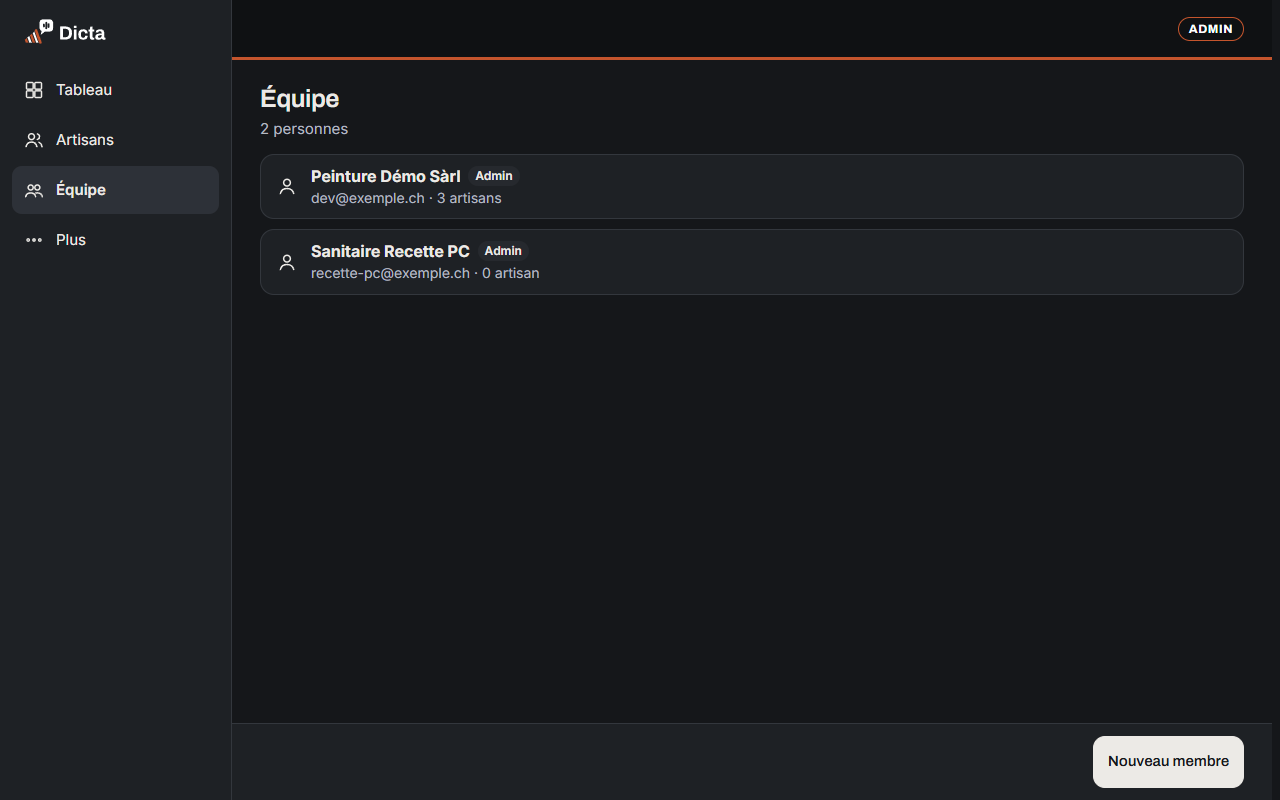 Dicta
ADMIN
Tableau
Artisans
Équipe
Plus
Équipe
2 personnes
Peinture Démo Sàrl Admin
dev@exemple.ch · 3 artisans
Sanitaire Recette PC Admin
recette-pc@exemple.ch · 0 artisan
Nouveau membre